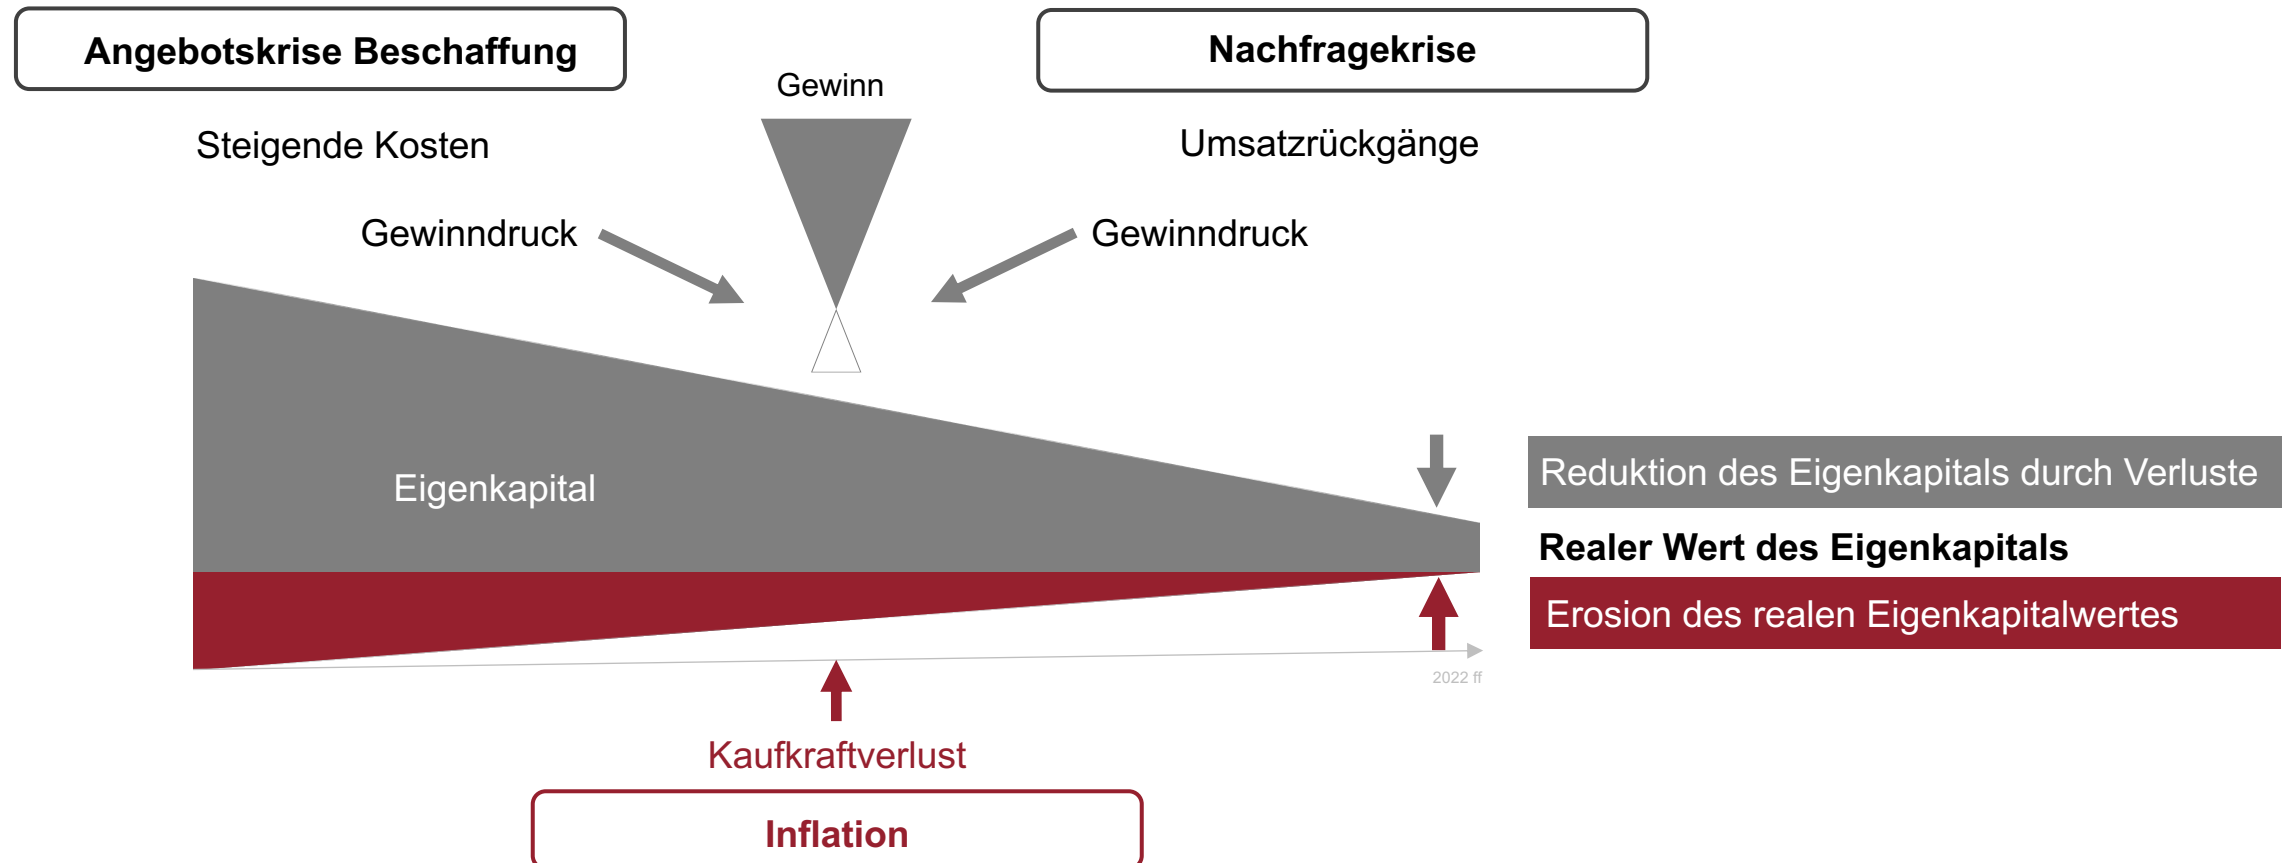 Angebotskrise Beschaffung
Nachfragekrise
Gewinn
Steigende Kosten
Umsatzrückgänge
Gewinndruck
Gewinndruck
Eigenkapital
Reduktion des Eigenkapitals durch Verluste
Realer Wert des Eigenkapitals
Erosion des realen Eigenkapitalwertes
2022 ff
Kaufkraftverlust
Inflation